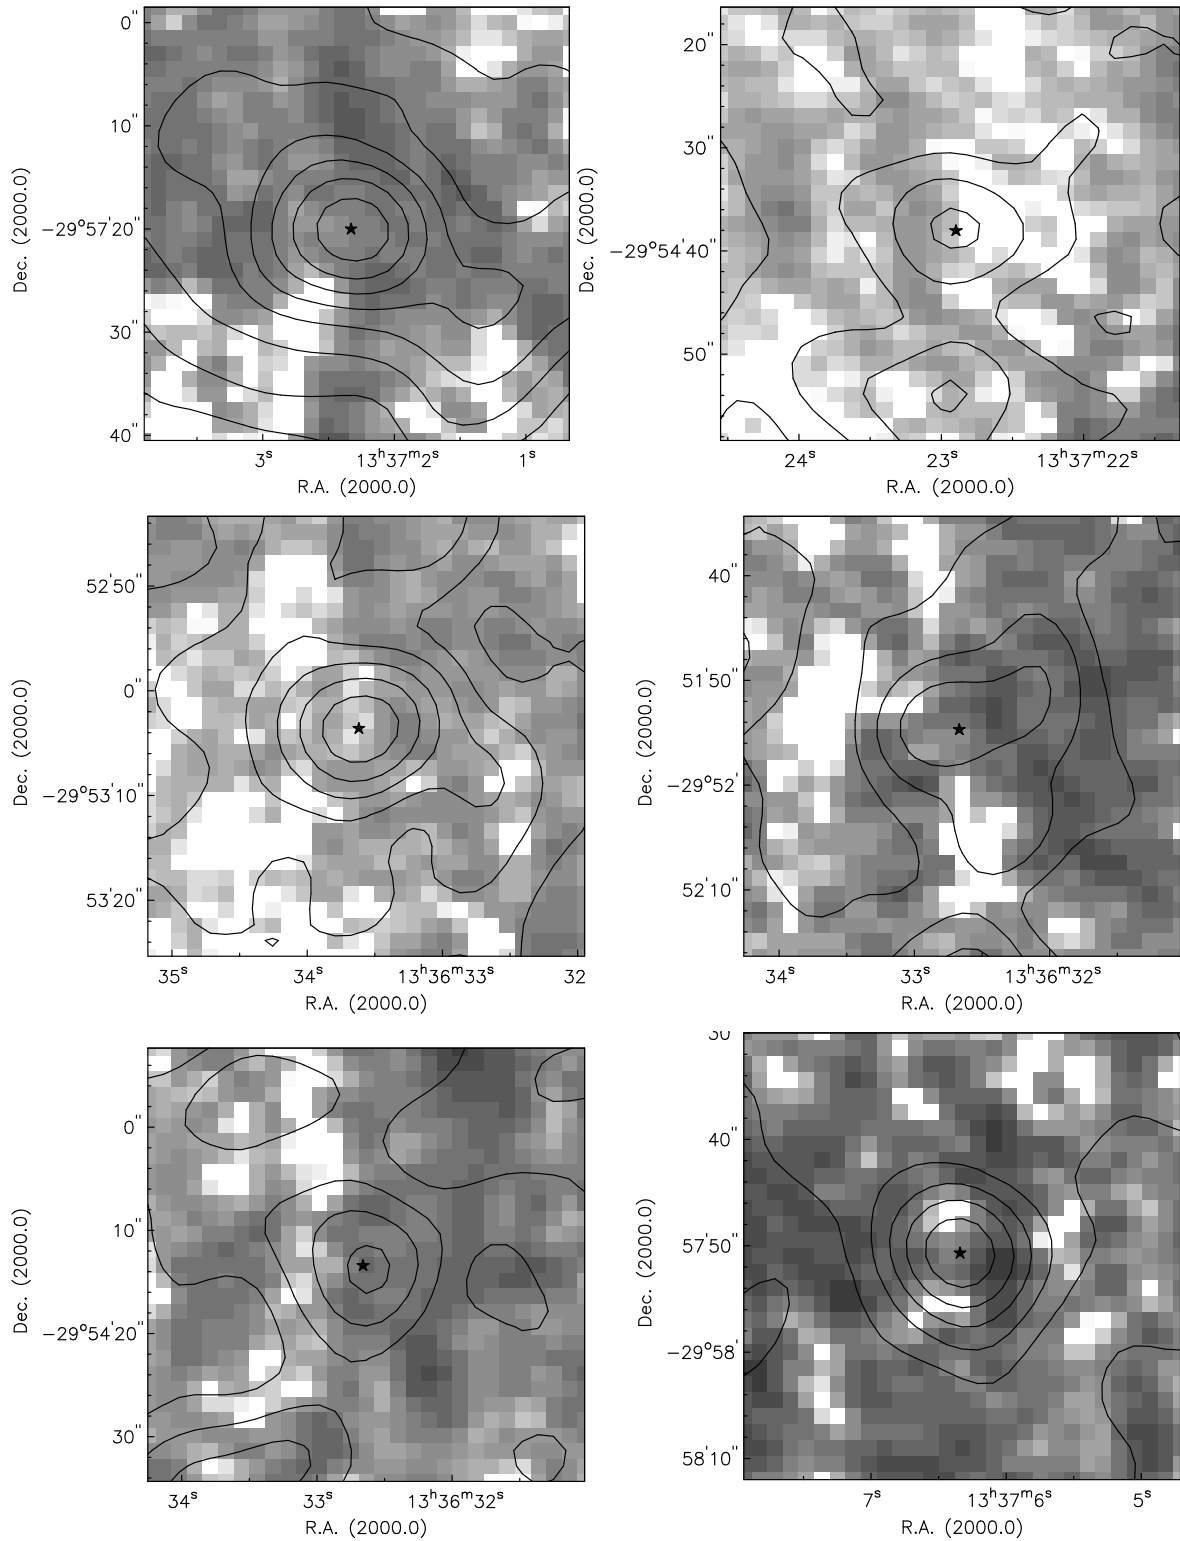 0"
10"
−29°57'20"
30"
40"
Dec. (2000.0)
3ˢ 13ʰ37ᵐ2ˢ 1ˢ
R.A. (2000.0)
20"
30"
−29°54'40"
50"
Dec. (2000.0)
24ˢ 23ˢ 13ʰ37ᵐ22ˢ
R.A. (2000.0)
52'50"
0"
−29°53'10"
53'20"
Dec. (2000.0)
35ˢ 34ˢ 13ʰ36ᵐ33ˢ 32
R.A. (2000.0)
40"
51'50"
−29°52'
52'10"
Dec. (2000.0)
34ˢ 33ˢ 13ʰ36ᵐ32ˢ
R.A. (2000.0)
0"
10"
−29°54'20"
30"
Dec. (2000.0)
34ˢ 33ˢ 13ʰ36ᵐ32ˢ
R.A. (2000.0)
30"
40"
57'50"
−29°58'
58'10"
Dec. (2000.0)
7ˢ 13ʰ37ᵐ6ˢ 5ˢ
R.A. (2000.0)